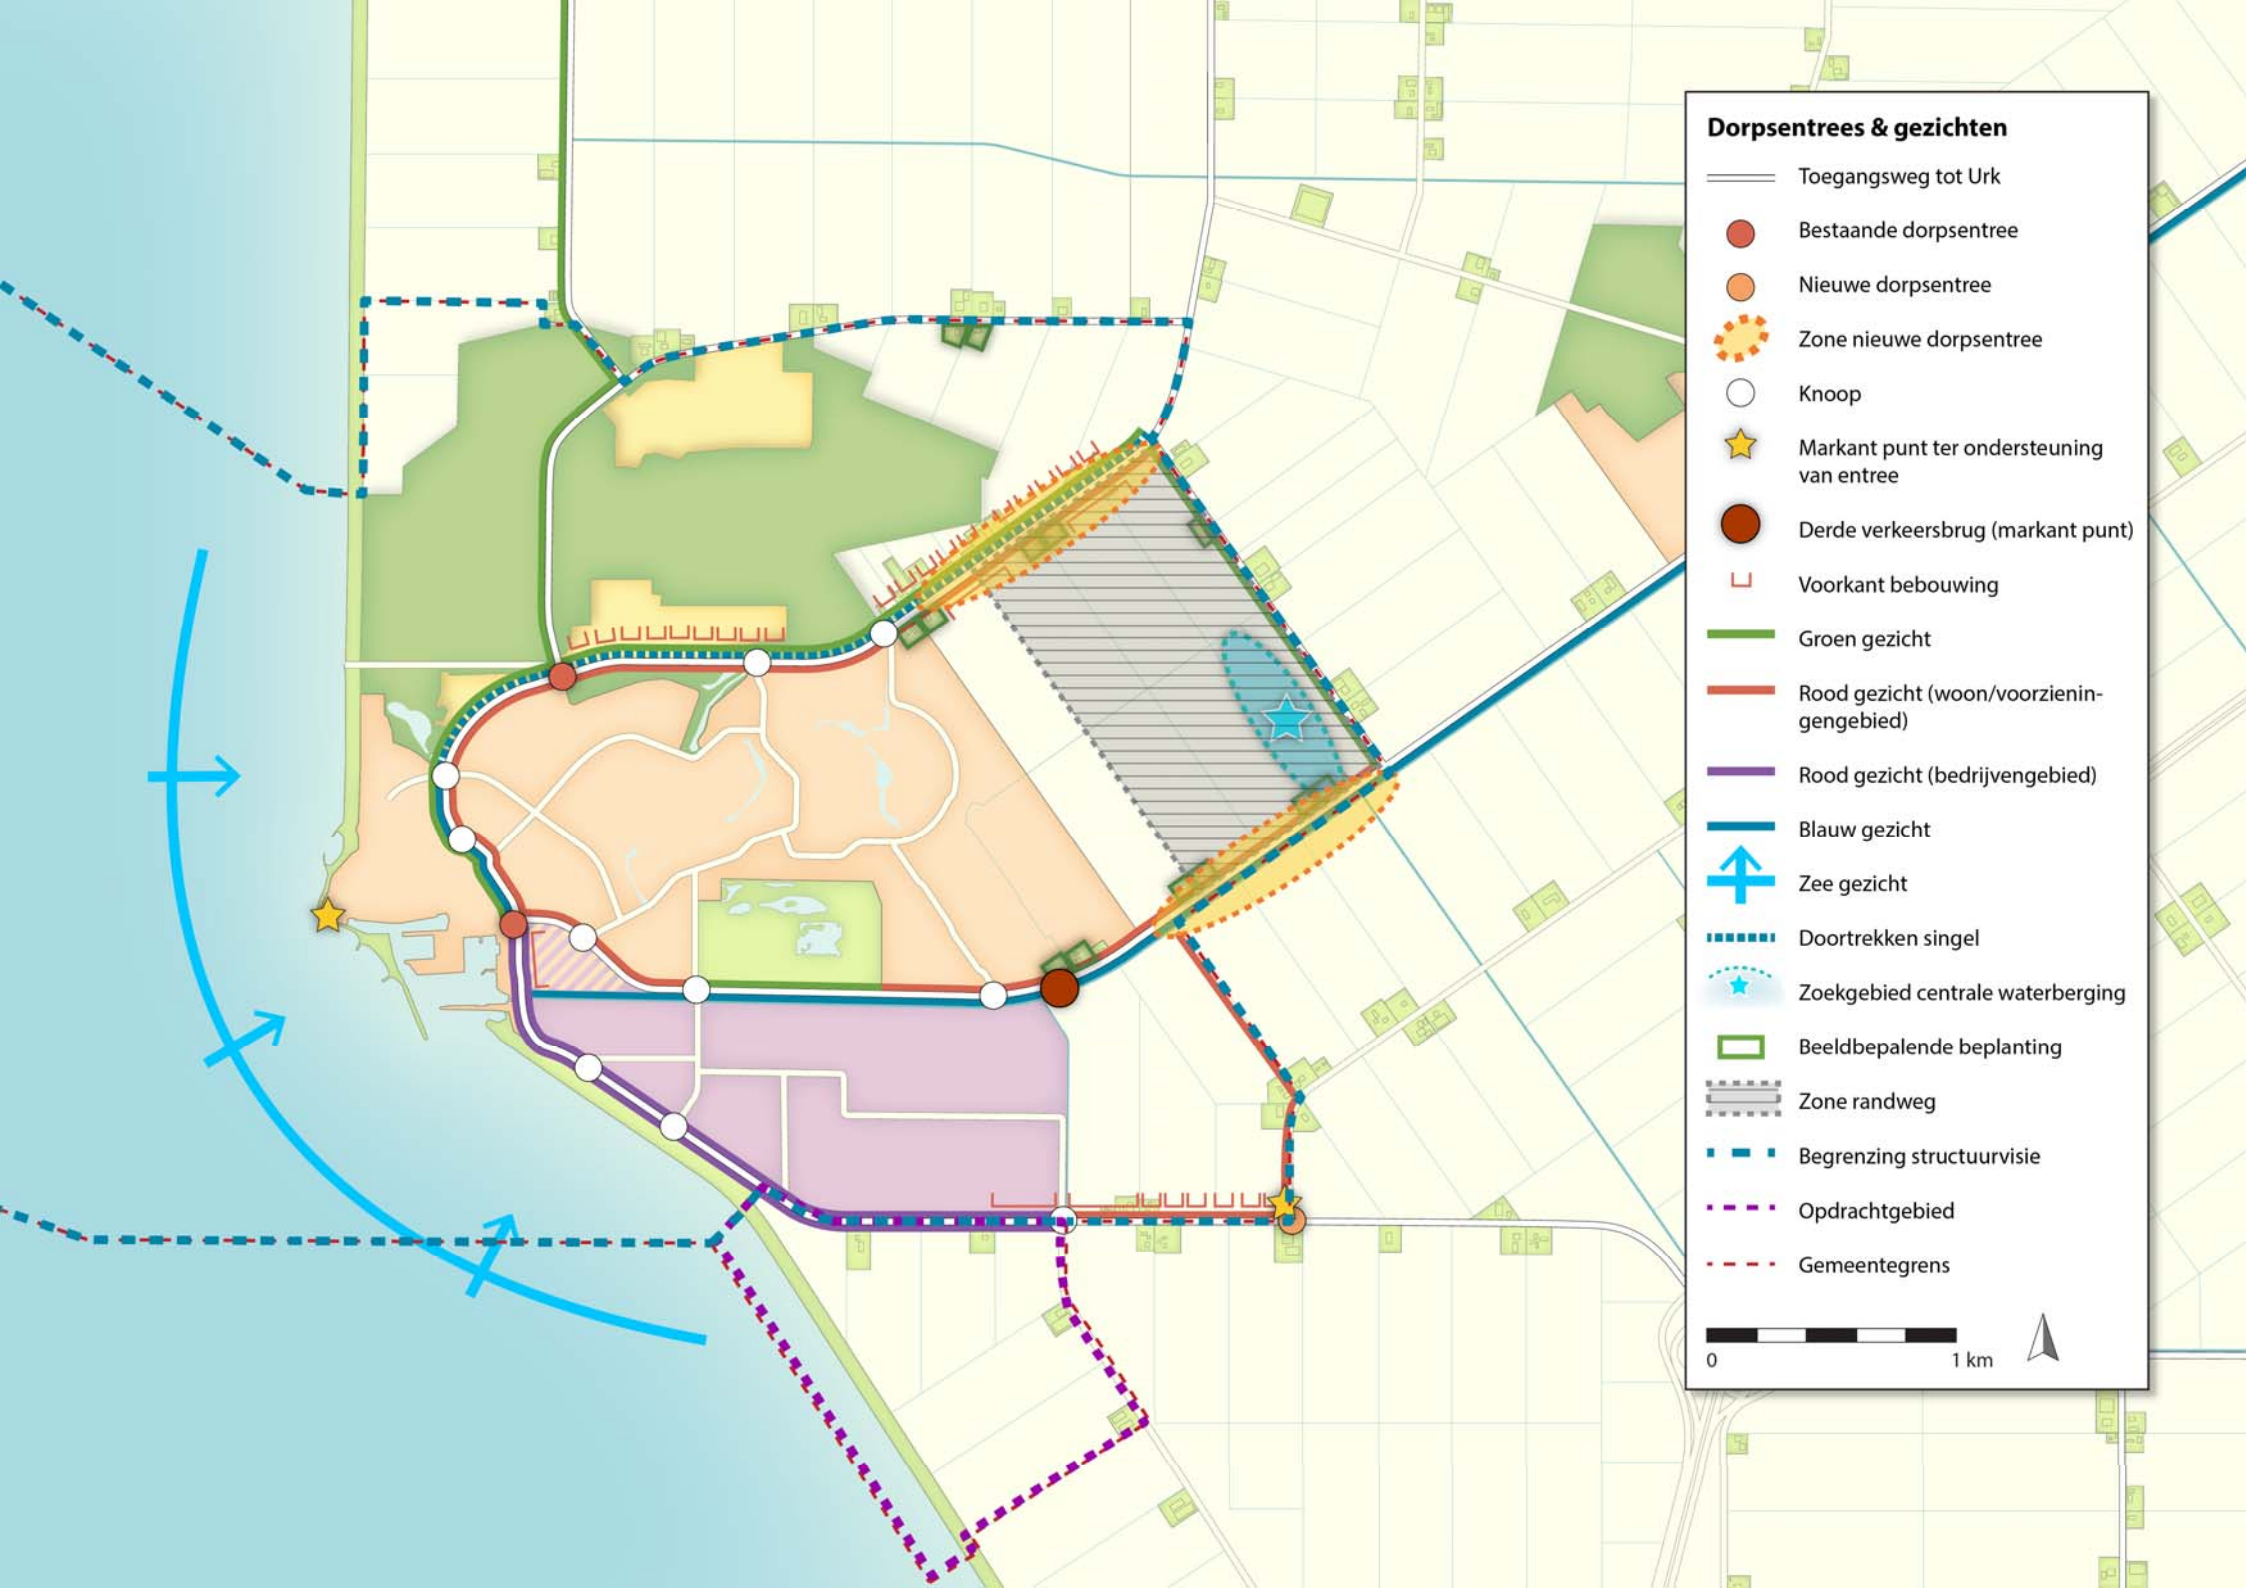 Dorpsentrees & gezichten
Toegangsweg tot Urk
Bestaande dorpsentree
Nieuwe dorpsentree
Zone nieuwe dorpsentree
Knoop
Markant punt ter ondersteuning
van entree
Derde verkeersbrug (markant punt)
Voorkant bebouwing
Groen gezicht
Rood gezicht (woon/voorzienin-
gengebied)
Rood gezicht (bedrijvengebied)
Blauw gezicht
Zee gezicht
Doortrekken singel
Zoekgebied centrale waterberging
Beeldbepalende beplanting
Zone randweg
Begrenzing structuurvisie
Opdrachtgebied
Gemeentegrens
0 1 km